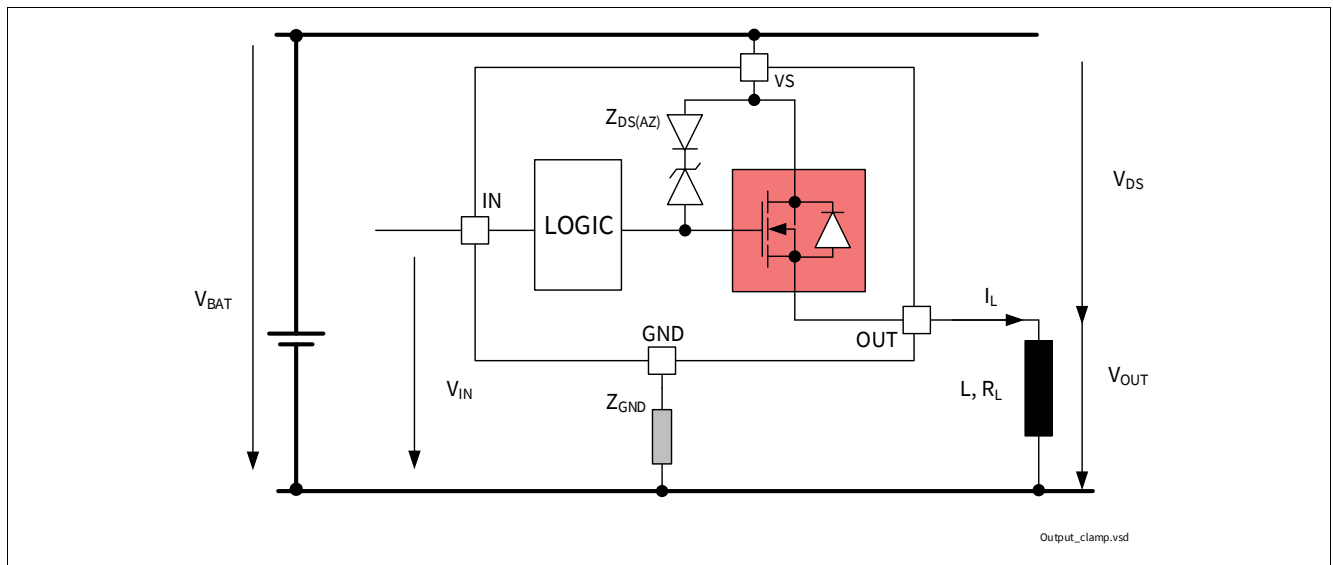 VS
Z_DS(AZ)
V_DS
IN
LOGIC
V_BAT
I_L
GND
OUT
V_IN
Z_GND
L, R_L
V_OUT
Output_clamp.vsd